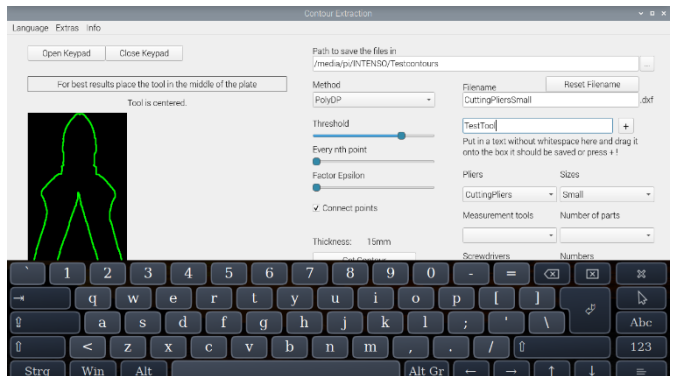 Contour Extraction
Language Extras Info
Open Keypad Close Keypad
For best results place the tool in the middle of the plate
Tool is centered.
Path to save the files in
/media/pi/INTENSO/Testcontours ...
Method
PolyDP
Threshold
Every nth point
Factor Epsilon
Connect points
Thickness: 15mm
Get Contour
Filename Reset Filename
CuttingPliersSmall .dxf
TestTool +
Put in a text without whitespace here and drag it
onto the box it should be saved or press + !
Pliers Sizes
CuttingPliers Small
Measurement tools Number of parts
Screwdrivers Numbers
` 1 2 3 4 5 6 7 8 9 0 - =
q w e r t y u i o p [ ]
a s d f g h j k l ; ' \ Abc
< z x c v b n m , . / 123
Strg Win Alt Alt Gr ← → ↑ ↓